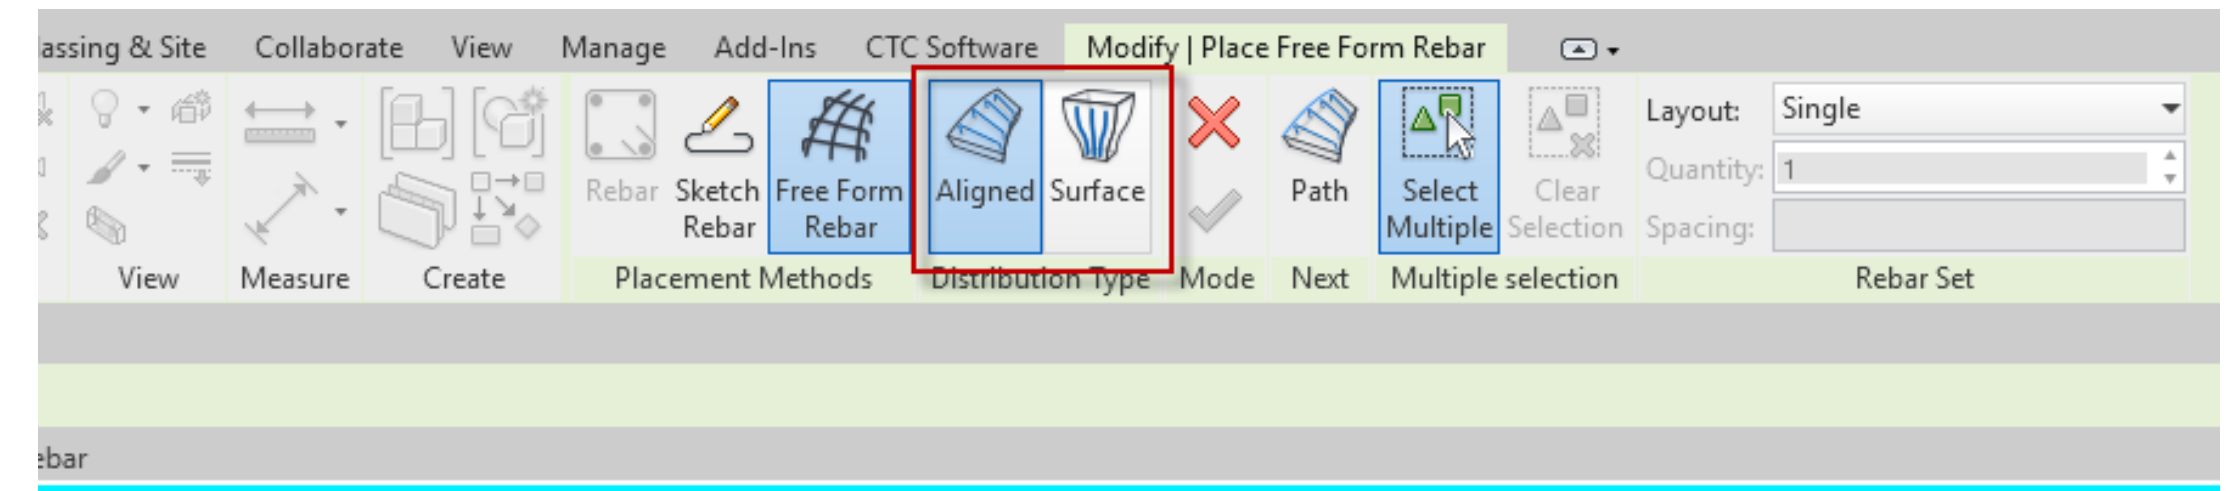 assing & Site Collaborate View Manage Add-Ins CTC Software Modify | Place Free Form Rebar
Rebar Sketch Rebar Free Form Rebar Aligned Surface Path Select Multiple Clear Selection
Layout: Single
Quantity: 1
Spacing:
View Measure Create Placement Methods Distribution Type Mode Next Multiple selection Rebar Set
ebar